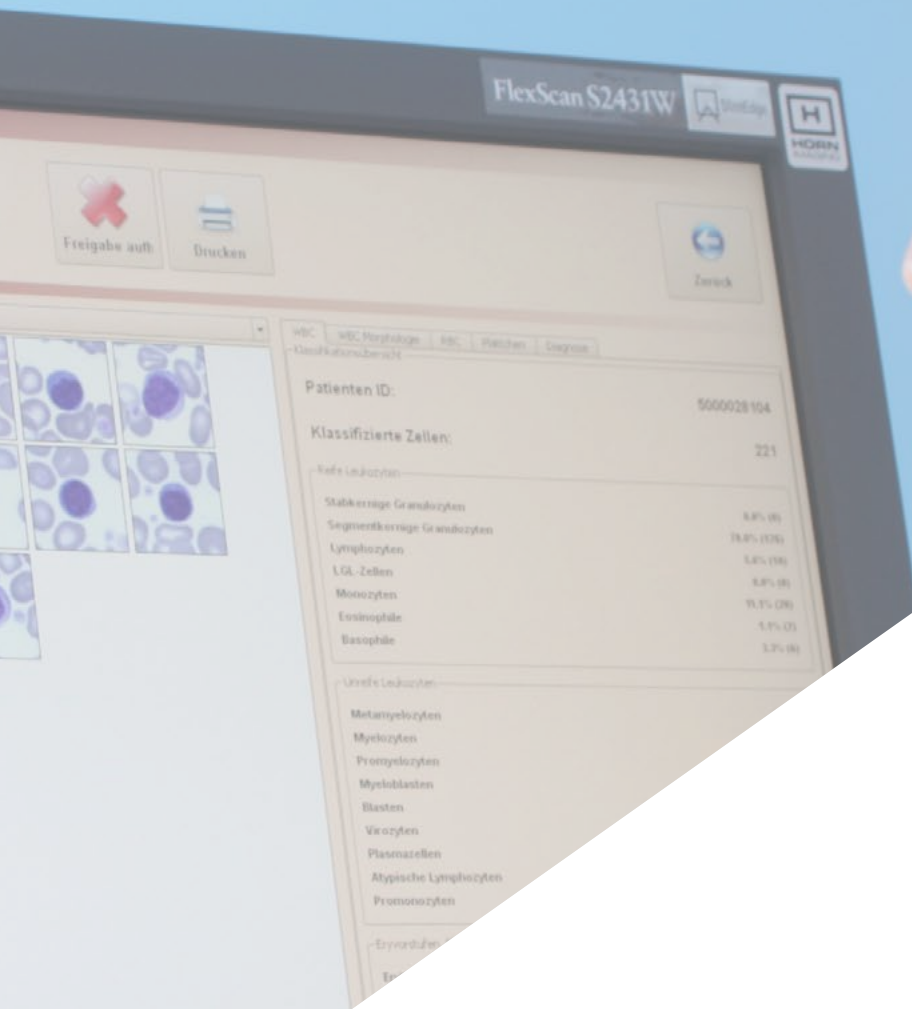 FlexScan S2431W
HORN
IMAGING
Freigabe aufh
Drucken
Zurück
WBC WBC Morphologie RBC Plättchen Diagnose
Klassifikationsübersicht
Patienten ID: 5000028104
Klassifizierte Zellen: 221
Reife Leukozyten
Stabkernige Granulozyten
Segmentkernige Granulozyten
Lymphozyten
LGL-Zellen
Monozyten
Eosinophile
Basophile
Unreife Leukozyten
Metamyelozyten
Myelozyten
Promyelozyten
Myeloblasten
Blasten
Virozyten
Plasmazellen
Atypische Lymphozyten
Promonozyten
Eryvorstufen